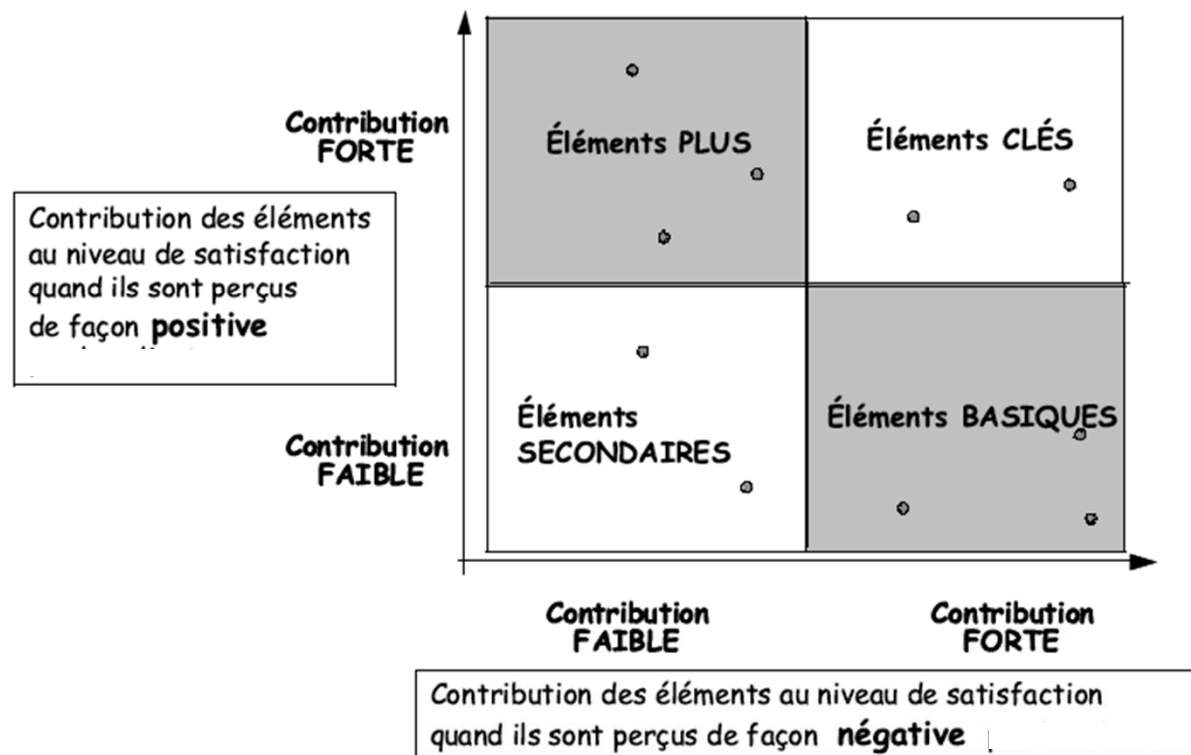 Contribution
FORTE
Éléments PLUS
Éléments CLÉS
Contribution des éléments
au niveau de satisfaction
quand ils sont perçus
de façon positive
Éléments
SECONDAIRES
Éléments BASIQUES
Contribution
FAIBLE
Contribution
FAIBLE
Contribution
FORTE
Contribution des éléments au niveau de satisfaction
quand ils sont perçus de façon négative